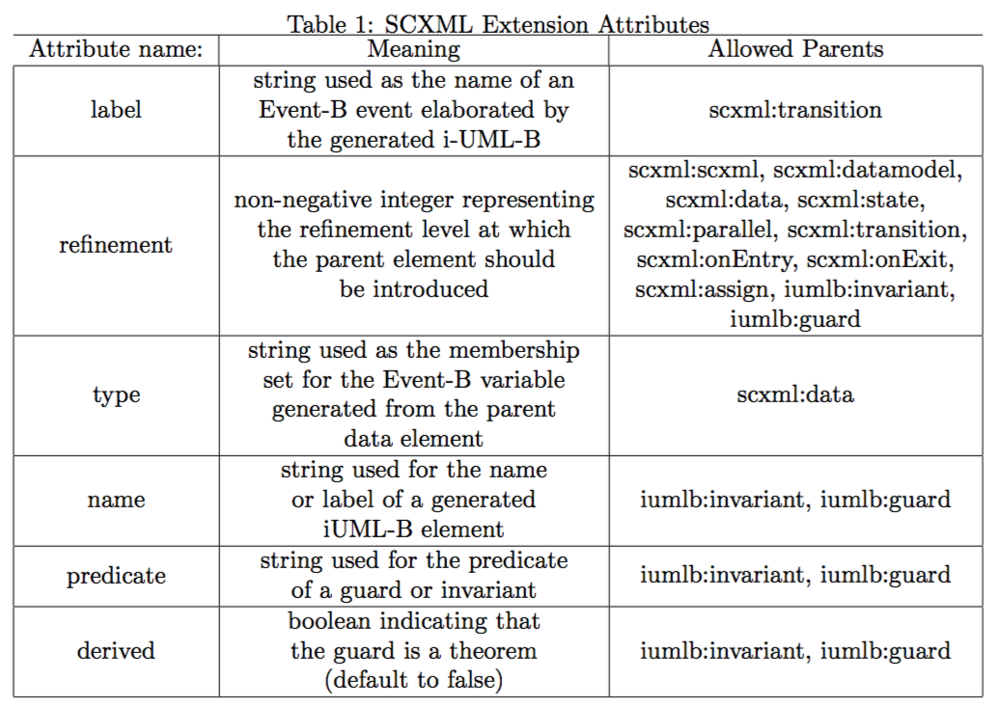 Table 1: SCXML Extension Attributes
Attribute name: Meaning Allowed Parents
label
string used as the name of an
Event-B event elaborated by
the generated i-UML-B
scxml:transition
refinement
non-negative integer representing
the refinement level at which
the parent element should
be introduced
scxml:scxml, scxml:datamodel,
scxml:data, scxml:state,
scxml:parallel, scxml:transition,
scxml:onEntry, scxml:onExit,
scxml:assign, iumlb:invariant,
iumlb:guard
type
string used as the membership
set for the Event-B variable
generated from the parent
data element
scxml:data
name
string used for the name
or label of a generated
iUML-B element
iumlb:invariant, iumlb:guard
predicate
string used for the predicate
of a guard or invariant
iumlb:invariant, iumlb:guard
derived
boolean indicating that
the guard is a theorem
(default to false)
iumlb:invariant, iumlb:guard